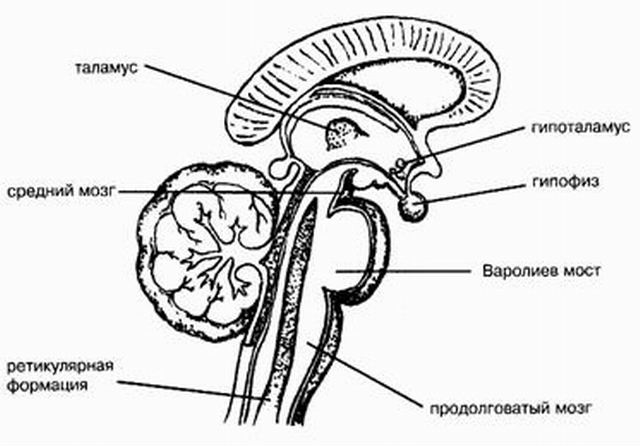 таламус
гипоталамус
средний мозг
гипофиз
Варолиев мост
ретикулярная
формация
продолговатый мозг